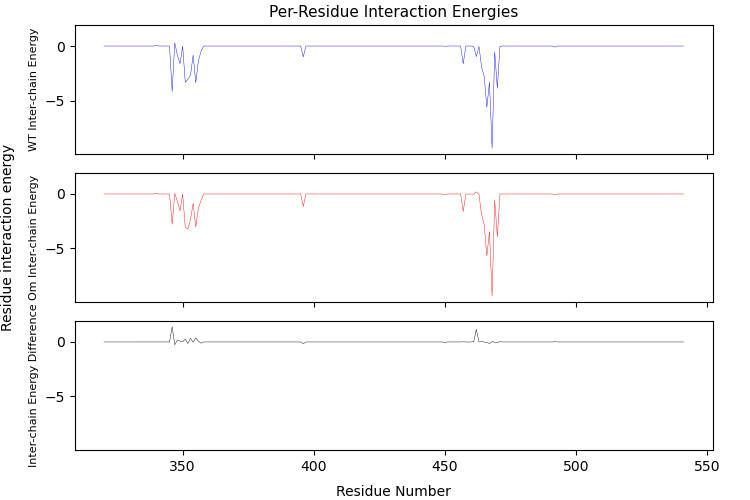 Per-Residue Interaction Energies
Residue interaction energy
WT Inter-chain Energy
0
−5
Om Inter-chain Energy
0
−5
Inter-chain Energy Difference
0
−5
350
400
450
500
550
Residue Number